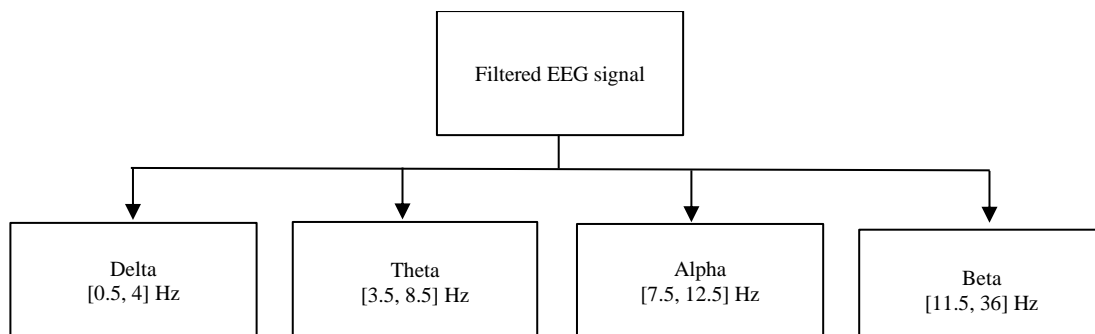 Filtered EEG signal
Delta
[0.5, 4] Hz
Theta
[3.5, 8.5] Hz
Alpha
[7.5, 12.5] Hz
Beta
[11.5, 36] Hz